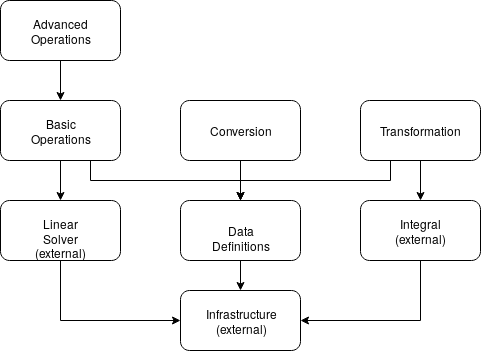 Advanced
Operations
Basic
Operations
Conversion
Transformation
Linear
Solver
(external)
Data
Definitions
Integral
(external)
Infrastructure
(external)